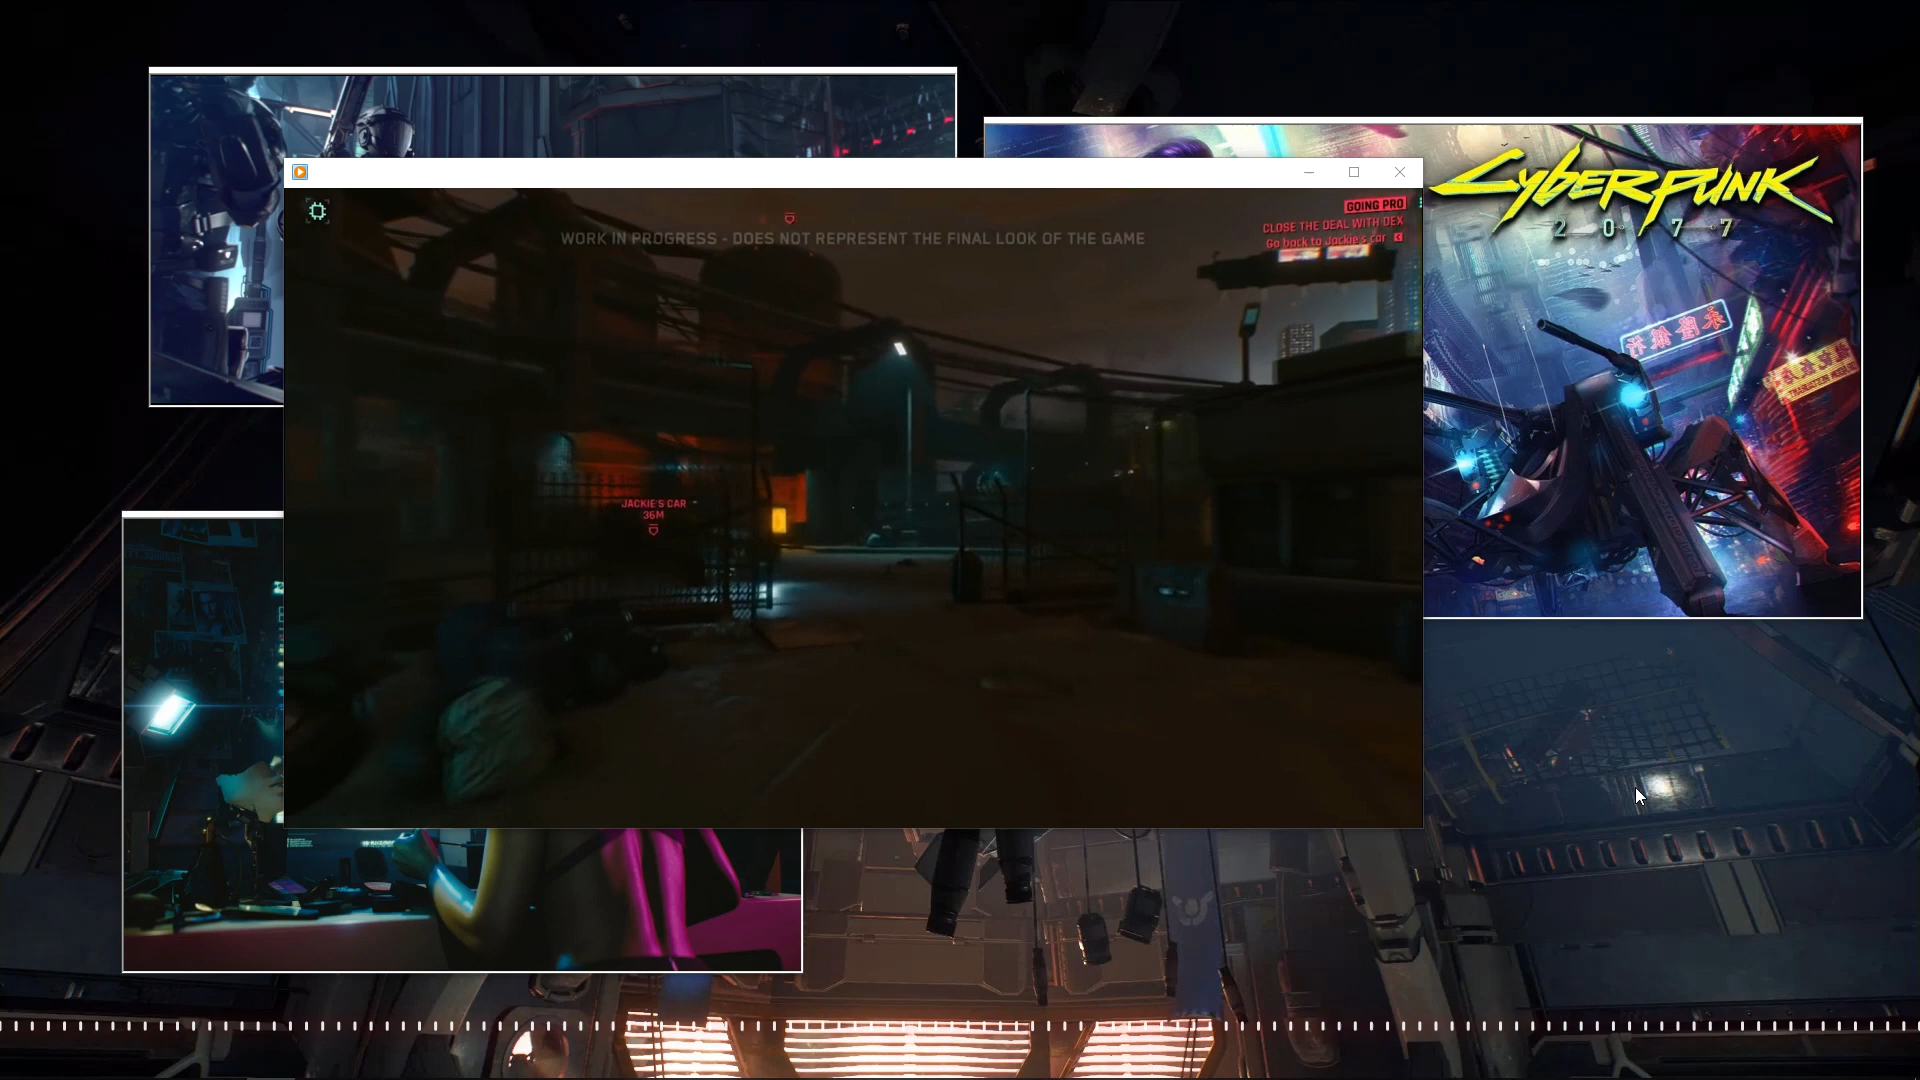 CYBERPUNK
2077
GOING PRO
CLOSE THE DEAL WITH DEX
Go back to Jackie's car
WORK IN PROGRESS - DOES NOT REPRESENT THE FINAL LOOK OF THE GAME
JACKIE'S CAR
36M